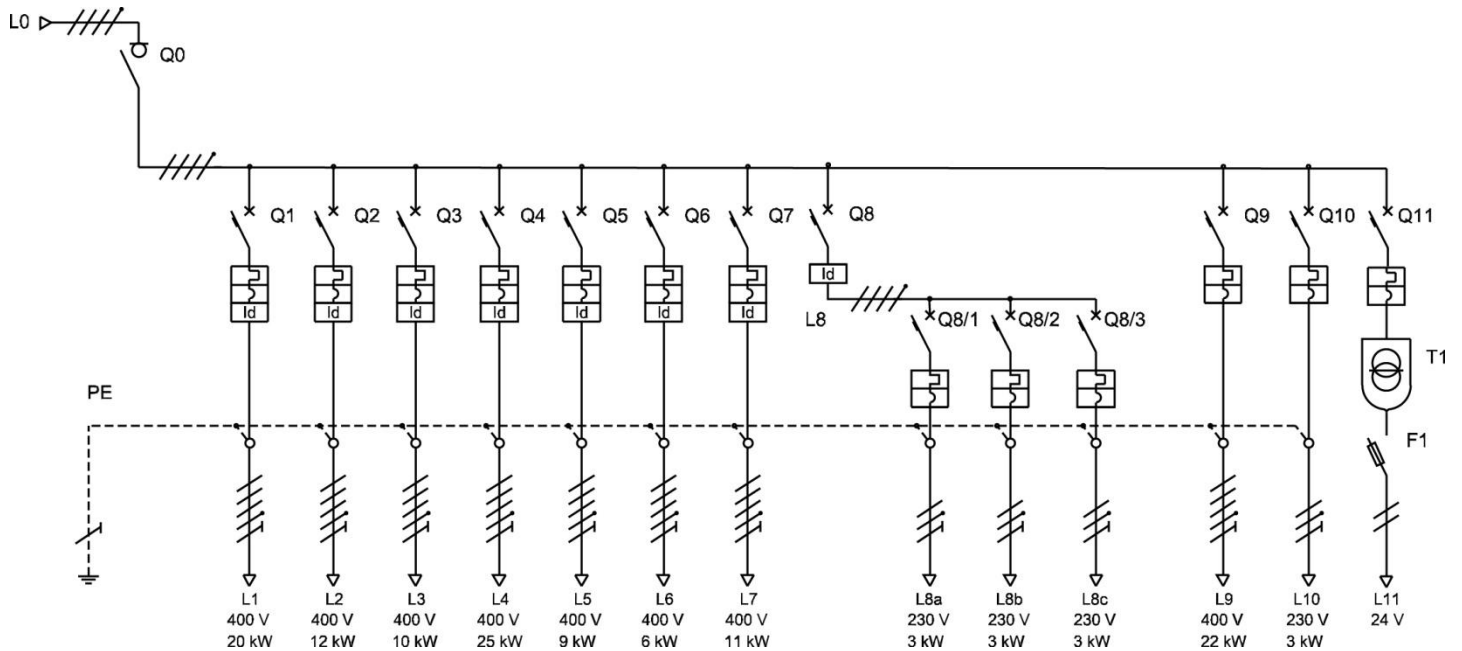 L0
Q0
Q1 Q2 Q3 Q4 Q5 Q6 Q7 Q8 Q9 Q10 Q11
Id
Id Id Id Id Id Id Id
L8 Q8/1 Q8/2 Q8/3
T1
PE
F1
L1 L2 L3 L4 L5 L6 L7 L8a L8b L8c L9 L10 L11
400 V 400 V 400 V 400 V 400 V 400 V 400 V 230 V 230 V 230 V 400 V 230 V 24 V
20 kW 12 kW 10 kW 25 kW 9 kW 6 kW 11 kW 3 kW 3 kW 3 kW 22 kW 3 kW